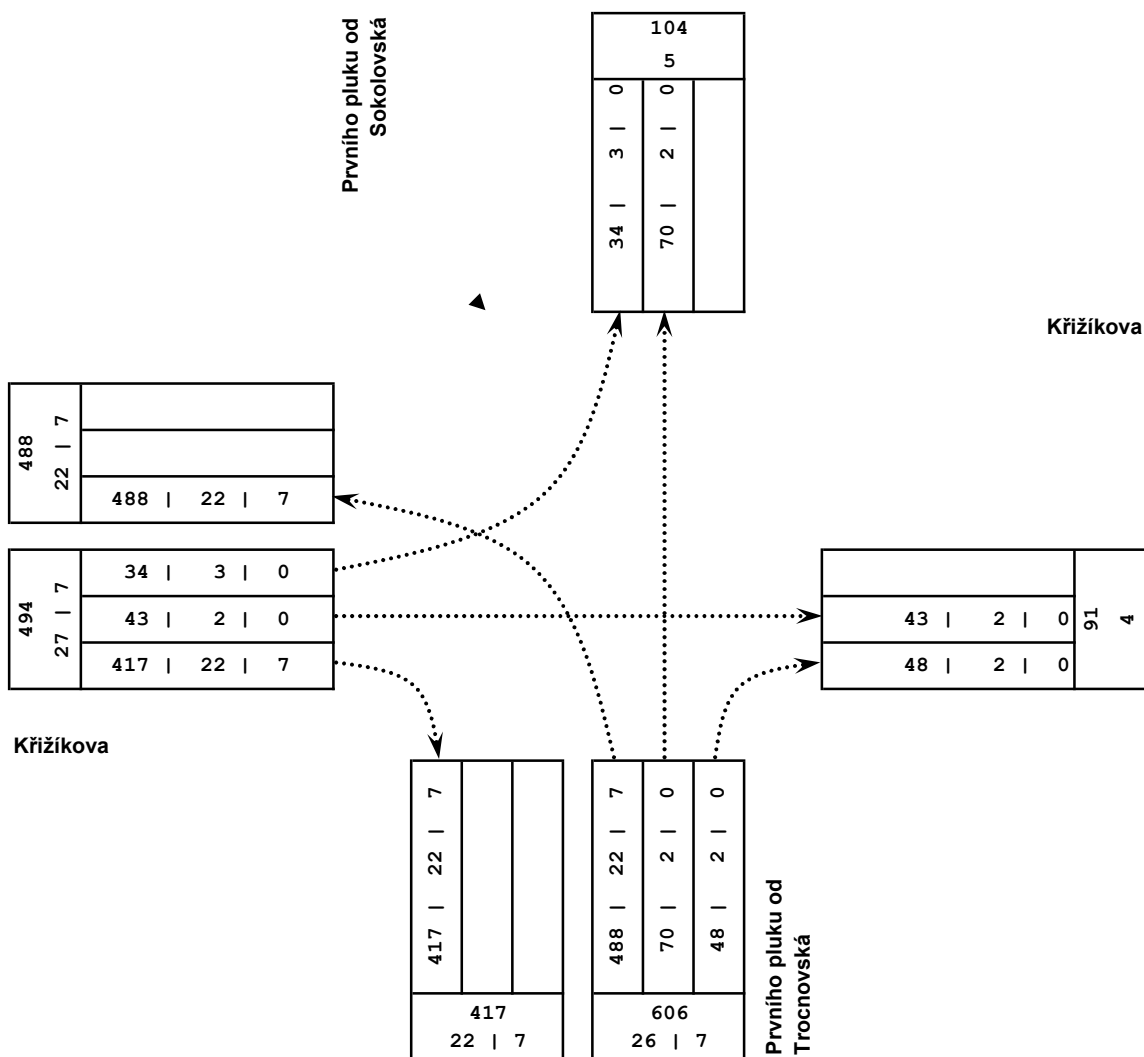 Prvního pluku od
Sokolovská
104
5
34 | 3 | 0
70 | 2 | 0
Křižíkova
488
22 | 7
488 | 22 | 7
494
27 | 7
34 | 3 | 0
43 | 2 | 0
417 | 22 | 7
43 | 2 | 0
48 | 2 | 0
91
4
Křižíkova
417 | 22 | 7
417
22 | 7
488 | 22 | 7
70 | 2 | 0
48 | 2 | 0
606
26 | 7
Prvního pluku od
Trocnovská